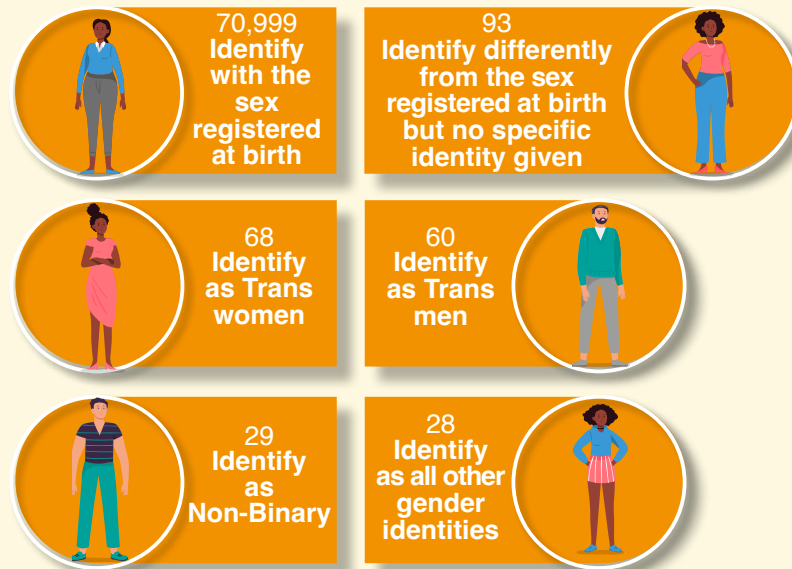 70,999
Identify
with the
sex
registered
at birth
93
Identify differently
from the sex
registered at birth
but no specific
identity given
68
Identify
as Trans
women
60
Identify
as Trans
men
29
Identify
as
Non-Binary
28
Identify
as all other
gender
identities